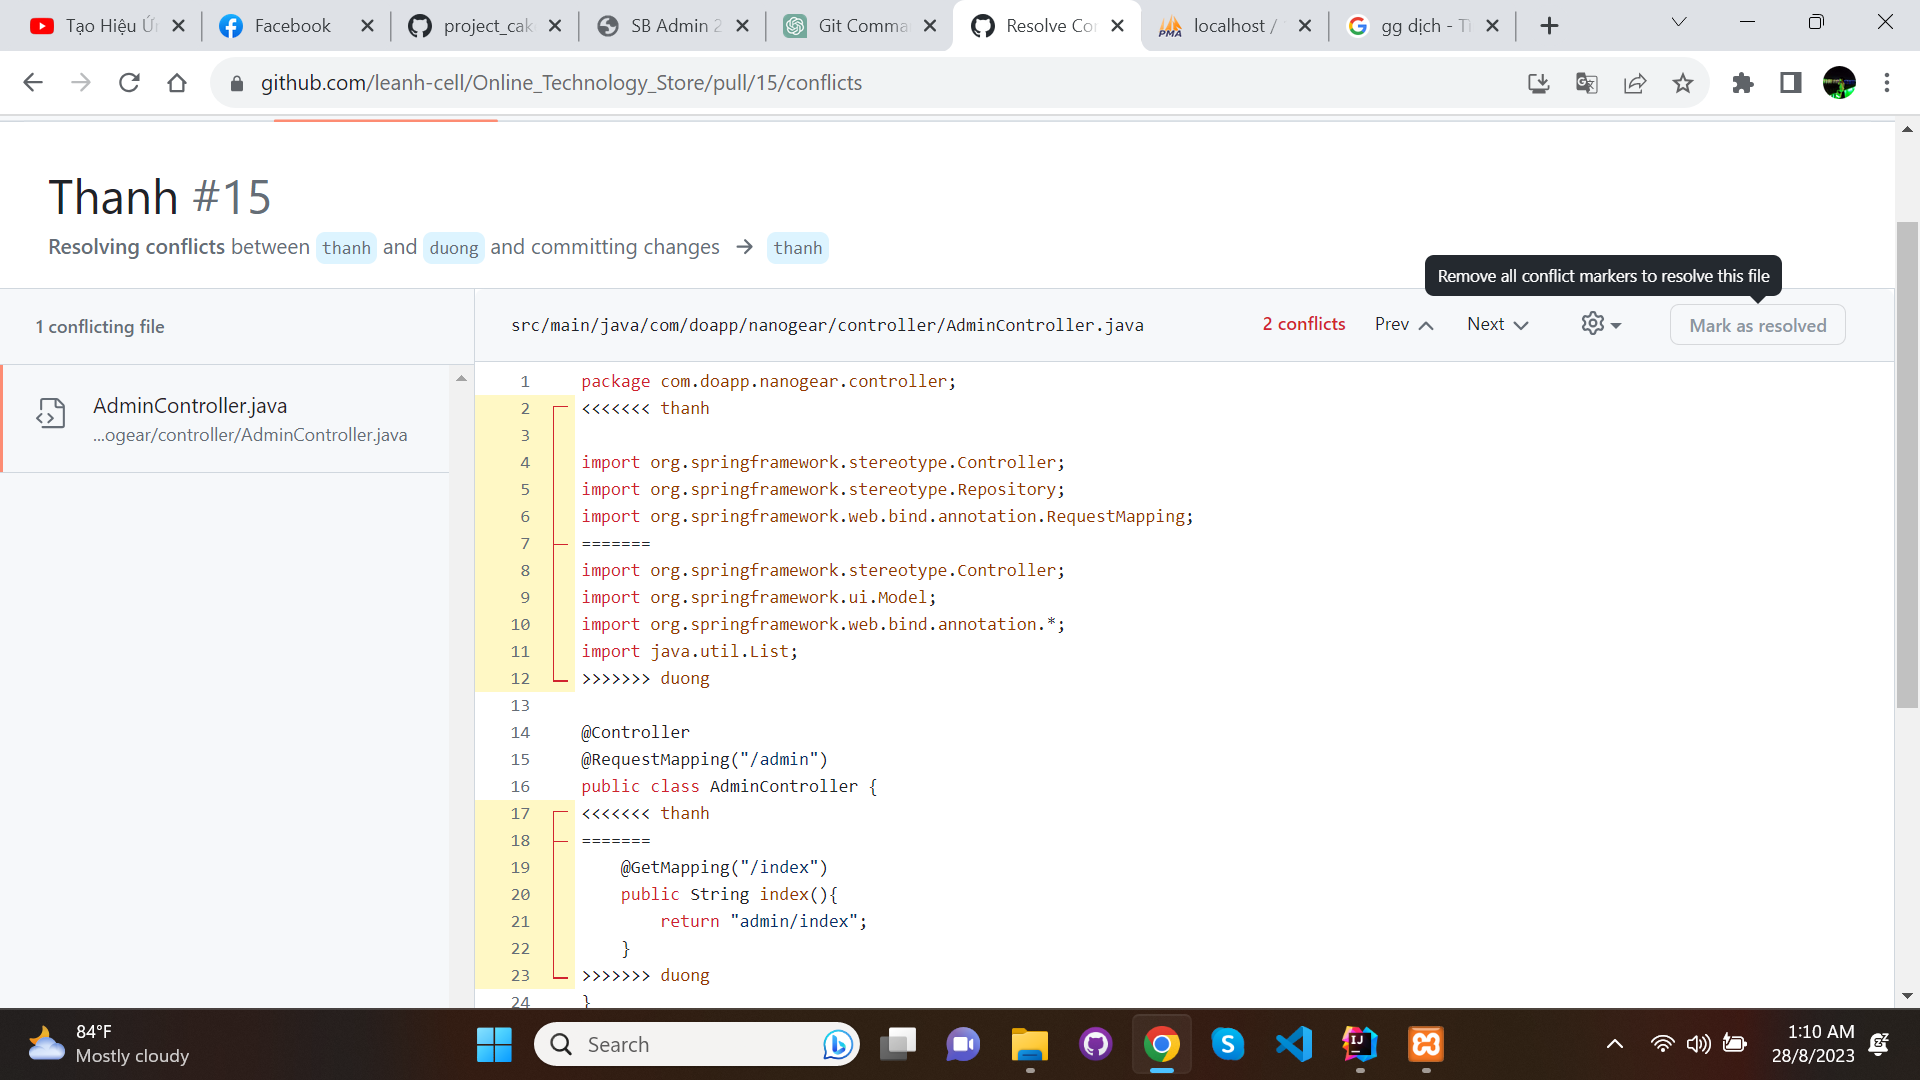 Tạo Hiệu Ứ
Facebook
project_cak
SB Admin 2
Git Comma
Resolve Co
localhost /
gg dịch - Tì
github.com/leanh-cell/Online_Technology_Store/pull/15/conflicts
Thanh #15
Resolving conflicts between thanh and duong and committing changes → thanh
Remove all conflict markers to resolve this file
1 conflicting file
src/main/java/com/doapp/nanogear/controller/AdminController.java
2 conflicts
Prev
Next
Mark as resolved
AdminController.java
...ogear/controller/AdminController.java
1 package com.doapp.nanogear.controller;
2 <<<<<<< thanh
3
4 import org.springframework.stereotype.Controller;
5 import org.springframework.stereotype.Repository;
6 import org.springframework.web.bind.annotation.RequestMapping;
7 =======
8 import org.springframework.stereotype.Controller;
9 import org.springframework.ui.Model;
10 import org.springframework.web.bind.annotation.*;
11 import java.util.List;
12 >>>>>>> duong
13
14 @Controller
15 @RequestMapping("/admin")
16 public class AdminController {
17 <<<<<<< thanh
18 =======
19     @GetMapping("/index")
20     public String index(){
21         return "admin/index";
22     }
23 >>>>>>> duong
24 }
84°F
Mostly cloudy
Search
1:10 AM
28/8/2023